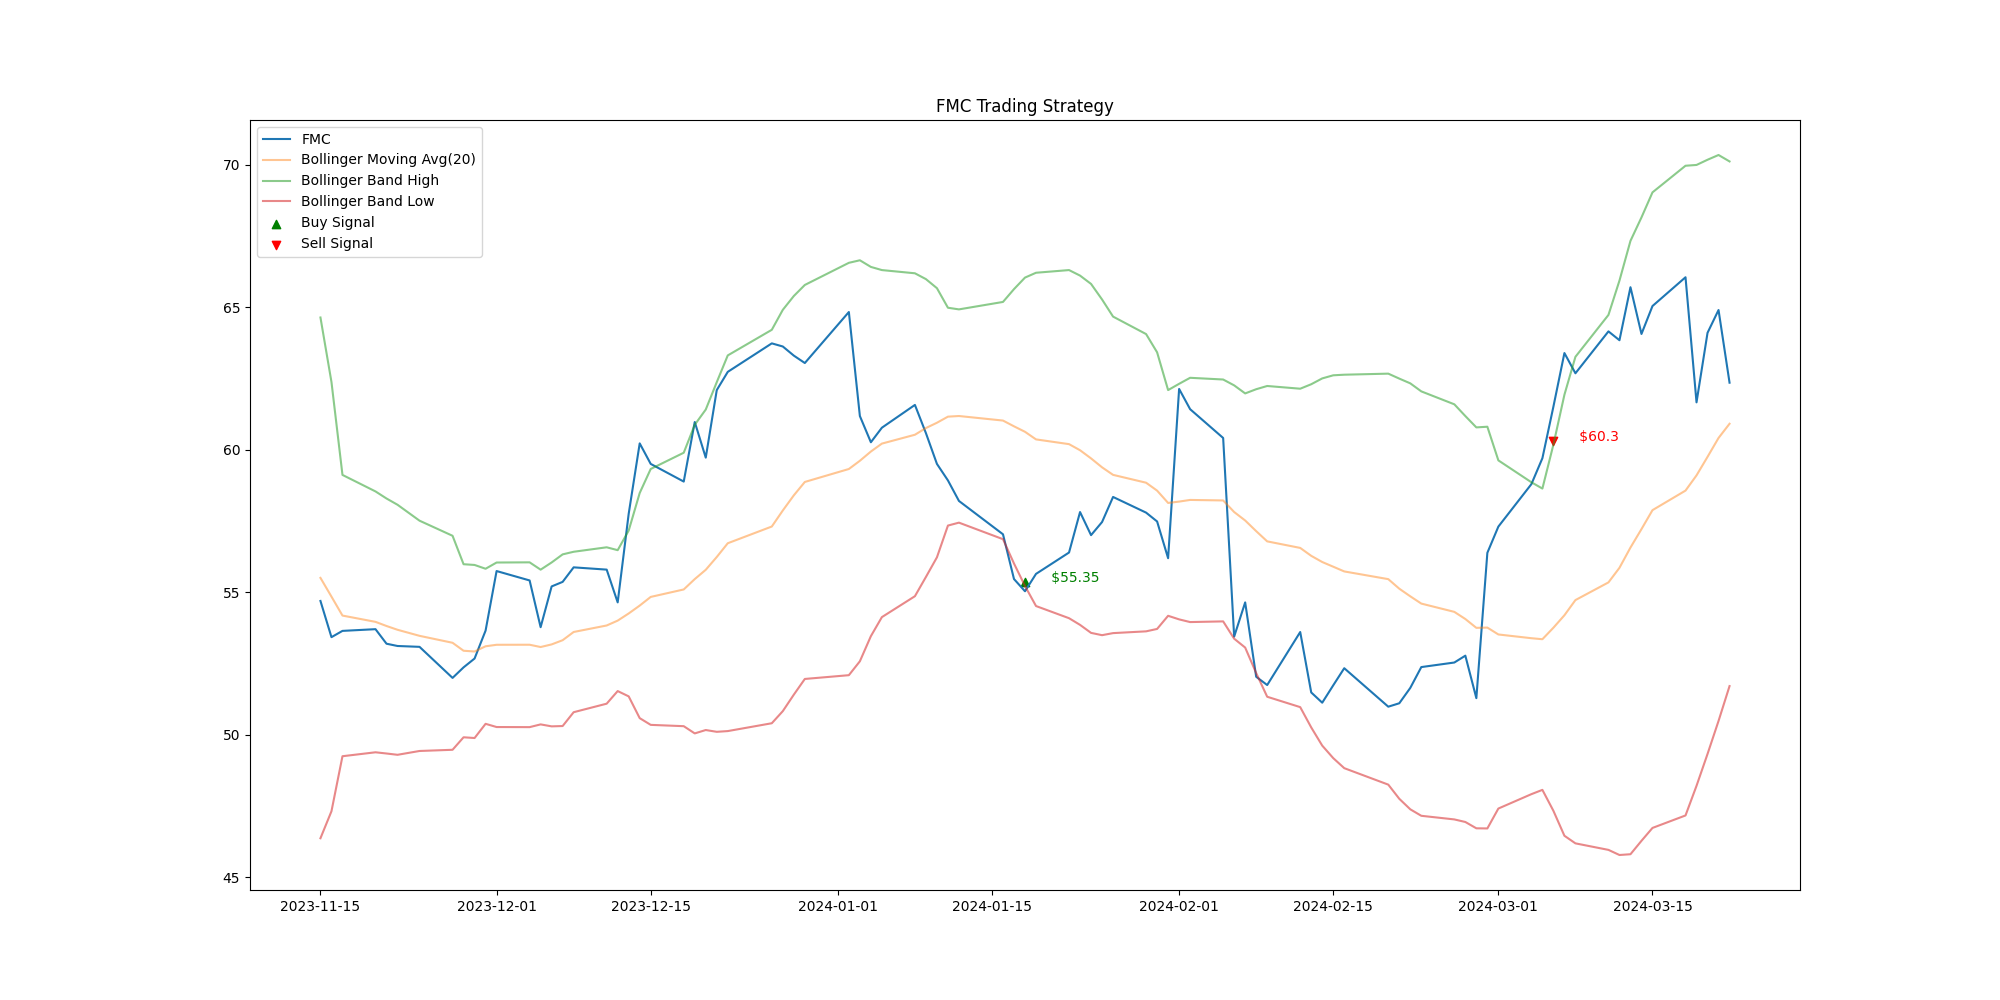 FMC Trading Strategy
FMC
Bollinger Moving Avg(20)
Bollinger Band High
Bollinger Band Low
Buy Signal
Sell Signal
70
65
60
55
50
45
$60.3
$55.35
2023-11-15 2023-12-01 2023-12-15 2024-01-01 2024-01-15 2024-02-01 2024-02-15 2024-03-01 2024-03-15